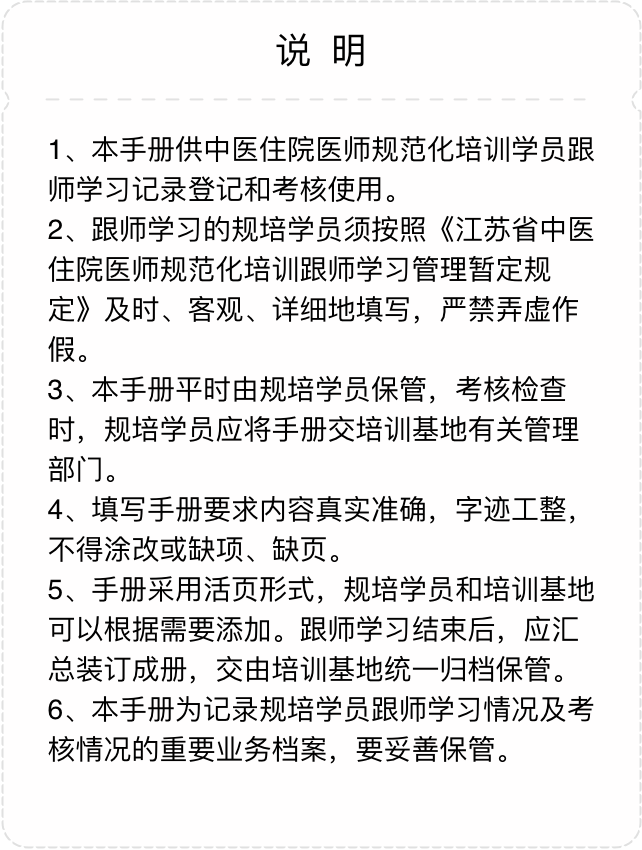 说 明
1、本手册供中医住院医师规范化培训学员跟
师学习记录登记和考核使用。
2、跟师学习的规培学员须按照《江苏省中医
住院医师规范化培训跟师学习管理暂定规
定》及时、客观、详细地填写，严禁弄虚作
假。
3、本手册平时由规培学员保管，考核检查
时，规培学员应将手册交培训基地有关管理
部门。
4、填写手册要求内容真实准确，字迹工整，
不得涂改或缺项、缺页。
5、手册采用活页形式，规培学员和培训基地
可以根据需要添加。跟师学习结束后，应汇
总装订成册，交由培训基地统一归档保管。
6、本手册为记录规培学员跟师学习情况及考
核情况的重要业务档案，要妥善保管。